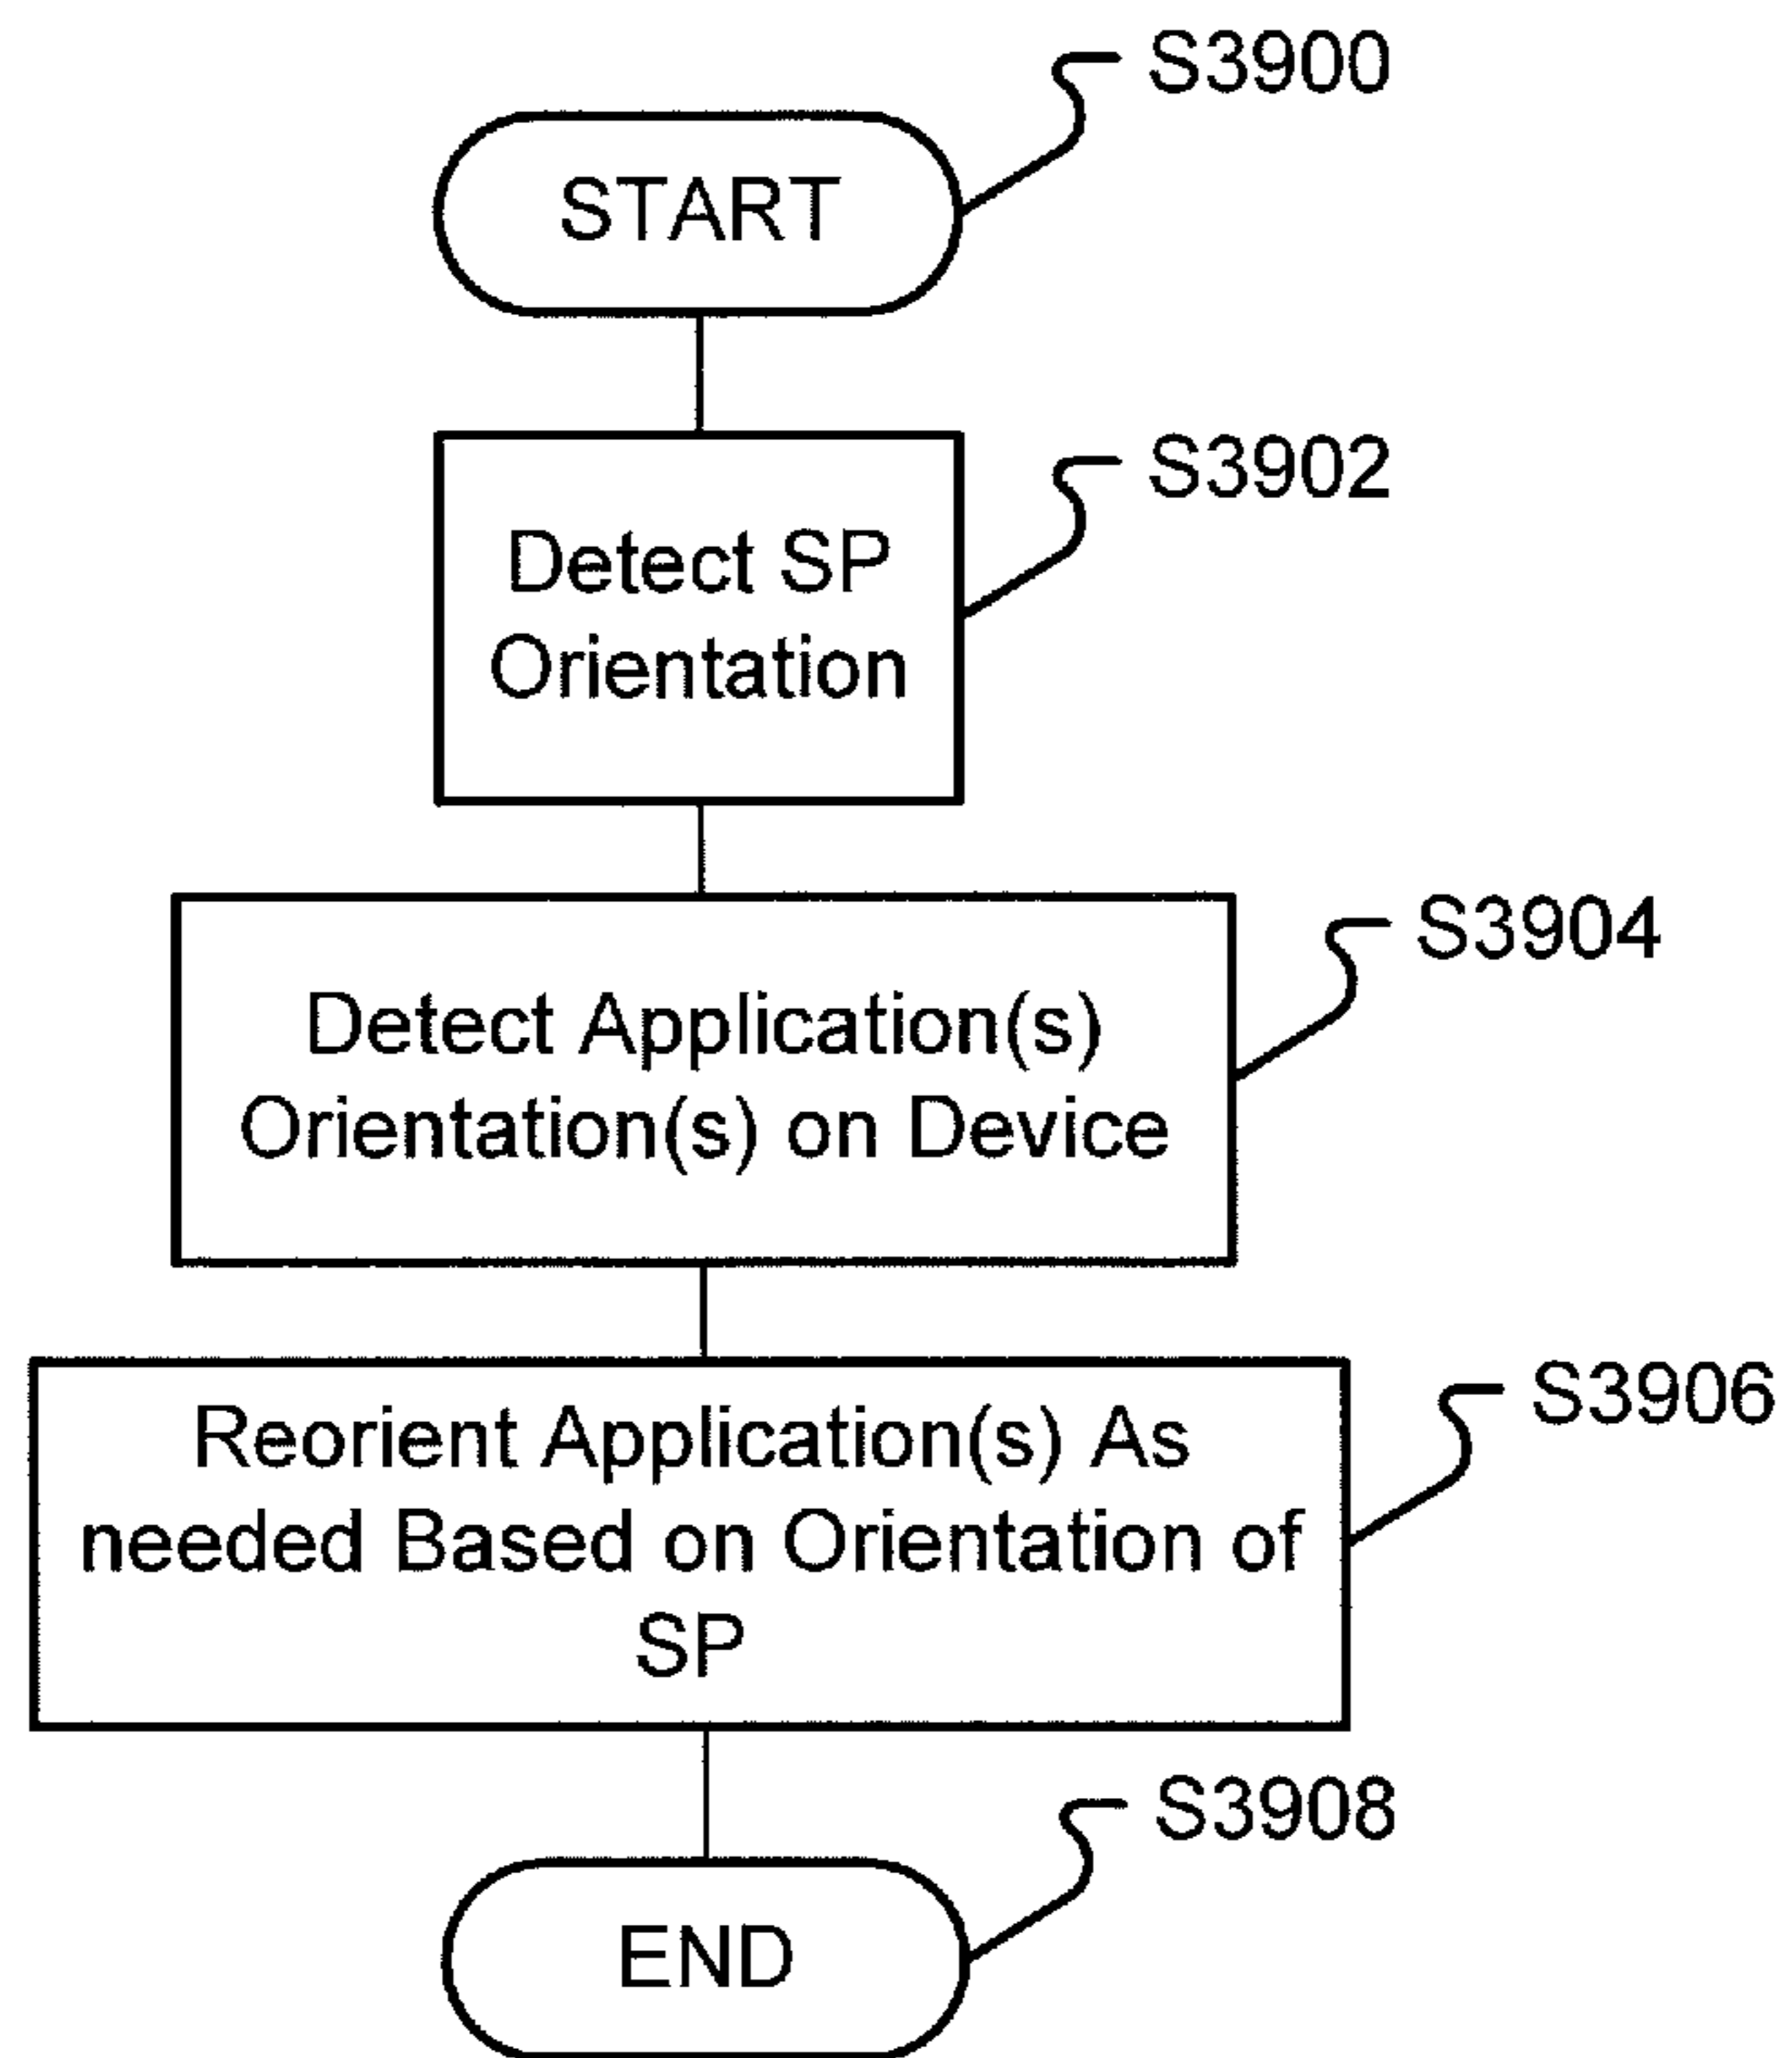 S3900
START
S3902
Detect SP
Orientation
S3904
Detect Application(s)
Orientation(s) on Device
S3906
Reorient Application(s) As
needed Based on Orientation of
SP
S3908
END